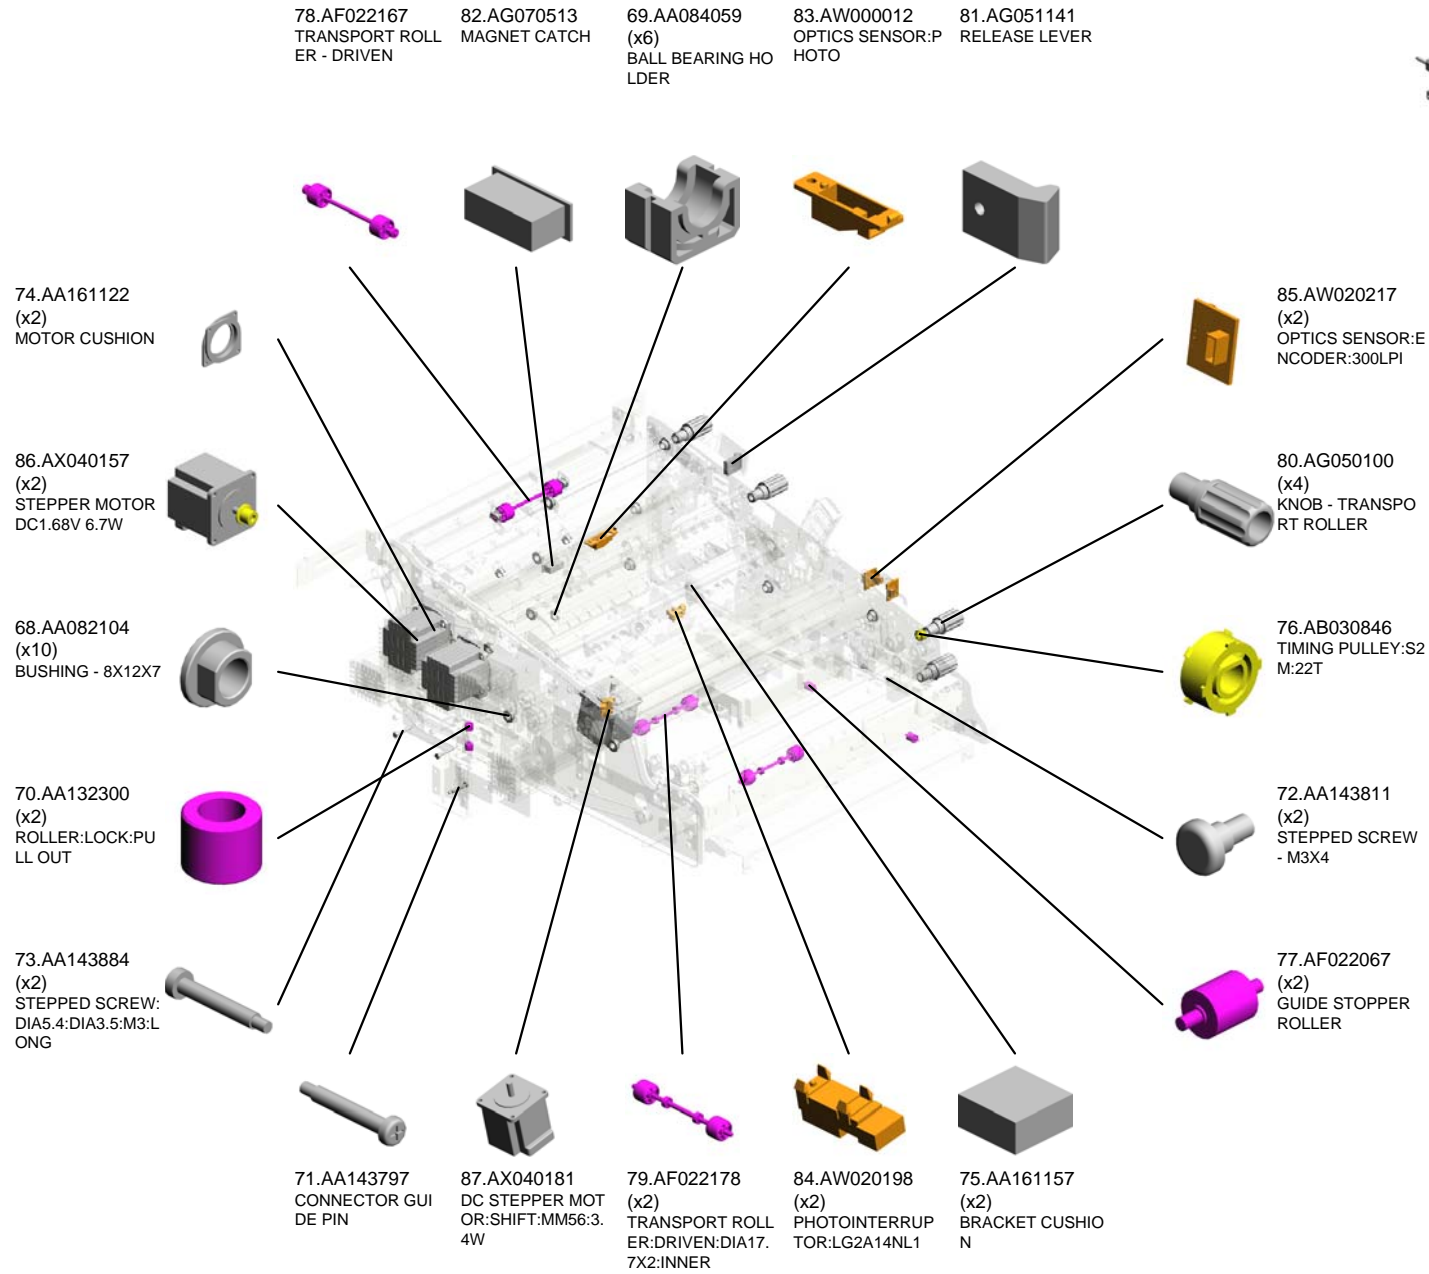 78.AF022167
TRANSPORT ROLL
ER - DRIVEN
82.AG070513
MAGNET CATCH
69.AA084059
(x6)
BALL BEARING HO
LDER
83.AW000012
OPTICS SENSOR:P
HOTO
81.AG051141
RELEASE LEVER
74.AA161122
(x2)
MOTOR CUSHION
85.AW020217
(x2)
OPTICS SENSOR:E
NCODER:300LPI
86.AX040157
(x2)
STEPPER MOTOR
DC1.68V 6.7W
80.AG050100
(x4)
KNOB - TRANSPO
RT ROLLER
68.AA082104
(x10)
BUSHING - 8X12X7
76.AB030846
TIMING PULLEY:S2
M:22T
70.AA132300
(x2)
ROLLER:LOCK:PU
LL OUT
72.AA143811
(x2)
STEPPED SCREW
- M3X4
73.AA143884
(x2)
STEPPED SCREW:
DIA5.4:DIA3.5:M3:L
ONG
77.AF022067
(x2)
GUIDE STOPPER
ROLLER
71.AA143797
CONNECTOR GUI
DE PIN
87.AX040181
DC STEPPER MOT
OR:SHIFT:MM56:3.
4W
79.AF022178
(x2)
TRANSPORT ROLL
ER:DRIVEN:DIA17.
7X2:INNER
84.AW020198
(x2)
PHOTOINTERRUP
TOR:LG2A14NL1
75.AA161157
(x2)
BRACKET CUSHIO
N